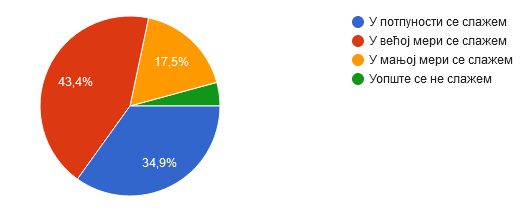 17,5%
43,4%
34,9%
У потпуности се слажем
У већој мери се слажем
У мањој мери се слажем
Уопште се не слажем